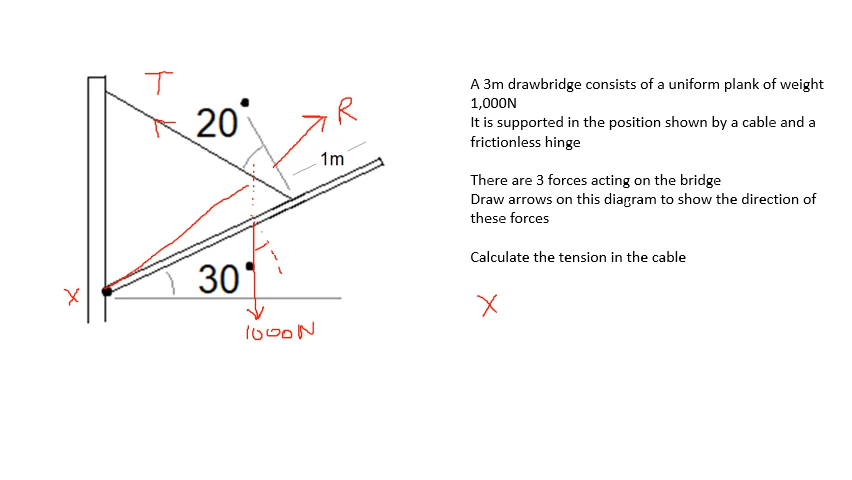 T
20°
R
1m
30°
X
1000N
A 3m drawbridge consists of a uniform plank of weight
1,000N
It is supported in the position shown by a cable and a
frictionless hinge
There are 3 forces acting on the bridge
Draw arrows on this diagram to show the direction of
these forces
Calculate the tension in the cable
X